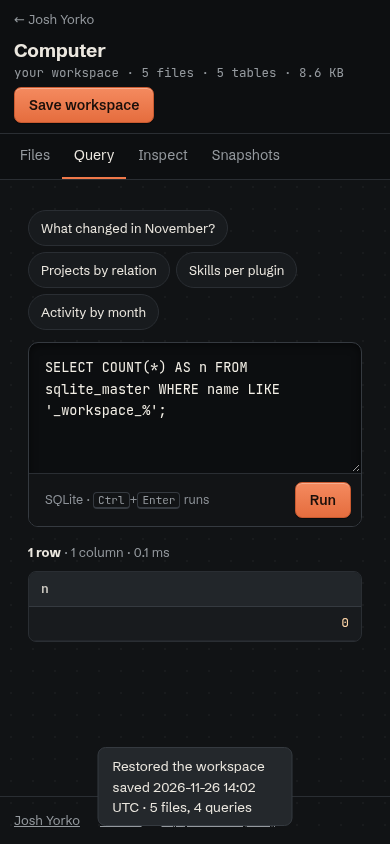 ← Josh Yorko
Computer
your workspace · 5 files · 5 tables · 8.6 KB
Save workspace
Files Query Inspect Snapshots
What changed in November?
Projects by relation Skills per plugin
Activity by month
SELECT COUNT(*) AS n FROM
sqlite_master WHERE name LIKE
'_workspace_%';
SQLite · Ctrl+Enter runs
Run
1 row · 1 column · 0.1 ms
n
0
Restored the workspace
saved 2026-11-26 14:02
UTC · 5 files, 4 queries
Josh Yorko